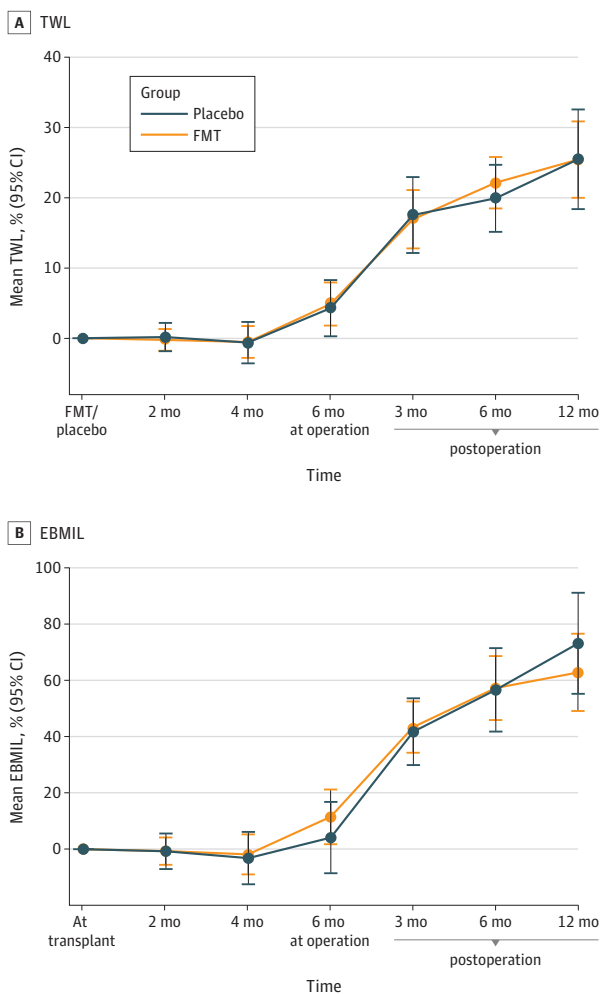 A TWL
Mean TWL, % (95% CI)
40
30
20
10
0
Group
Placebo
FMT
FMT/
placebo
2 mo
4 mo
6 mo
at operation
3 mo
6 mo
12 mo
postoperation
Time
B EBMIL
Mean EBMIL, % (95% CI)
100
80
60
40
20
0
At
transplant
2 mo
4 mo
6 mo
at operation
3 mo
6 mo
12 mo
postoperation
Time